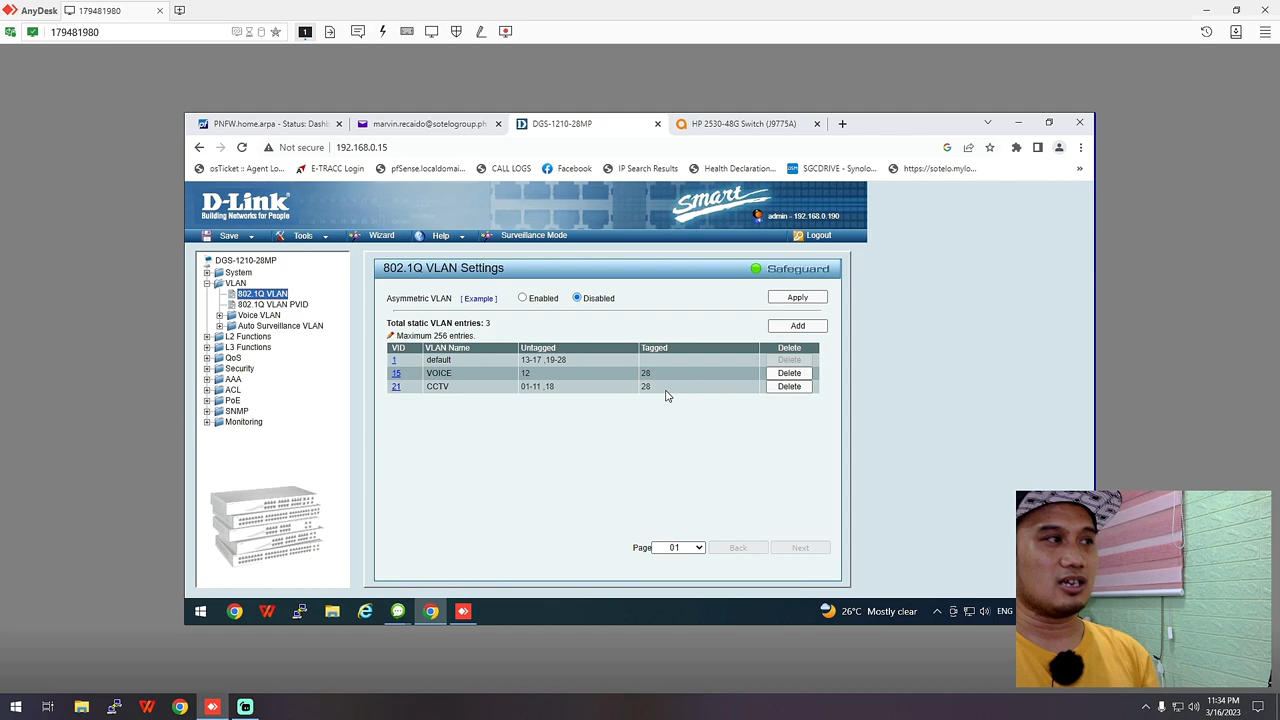 AnyDesk
179481980
179481980
1
PNFW.home.arpa - Status: Dashb
marvin.recaido@sotelogroup.ph
DGS-1210-28MP
HP 2530-48G Switch (J9775A)
Not secure
192.168.0.15
osTicket :: Agent Lo...
E-TRACC Login
pfSense.localdomai...
CALL LOGS
Facebook
IP Search Results
Health Declaration...
SGCDRIVE - Synolo...
https://sotelo.mylo...
»
D-Link
Building Networks for People
smart
admin - 192.168.0.190
Save
Tools
Wizard
Help
Surveillance Mode
Logout
DGS-1210-28MP
System
VLAN
802.1Q VLAN
802.1Q VLAN PVID
Voice VLAN
Auto Surveillance VLAN
L2 Functions
L3 Functions
QoS
Security
AAA
ACL
PoE
SNMP
Monitoring
802.1Q VLAN Settings
Safeguard
Asymmetric VLAN [ Example ] Enabled Disabled
Apply
Total static VLAN entries: 3
Add
Maximum 256 entries.
VID VLAN Name Untagged Tagged Delete
1 default 13-17 ,19-28 Delete
15 VOICE 12 28 Delete
21 CCTV 01-11 ,18 28 Delete
Page 01 Back Next
26°C Mostly clear
ENG
11:34 PM
3/16/2023